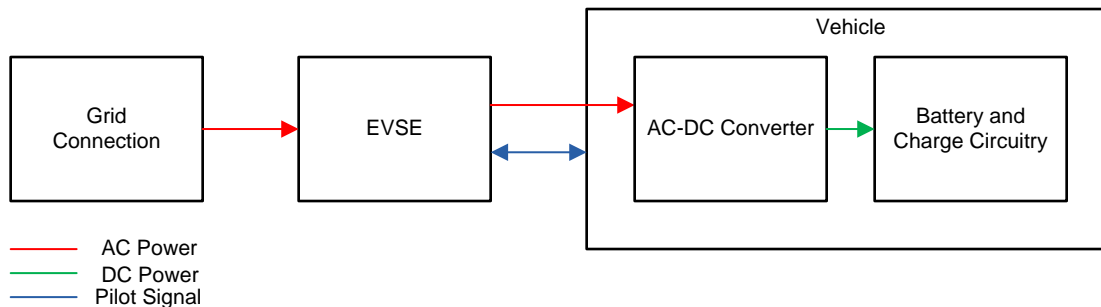 Vehicle
Grid
Connection
EVSE
AC-DC Converter
Battery and
Charge Circuitry
AC Power
DC Power
Pilot Signal